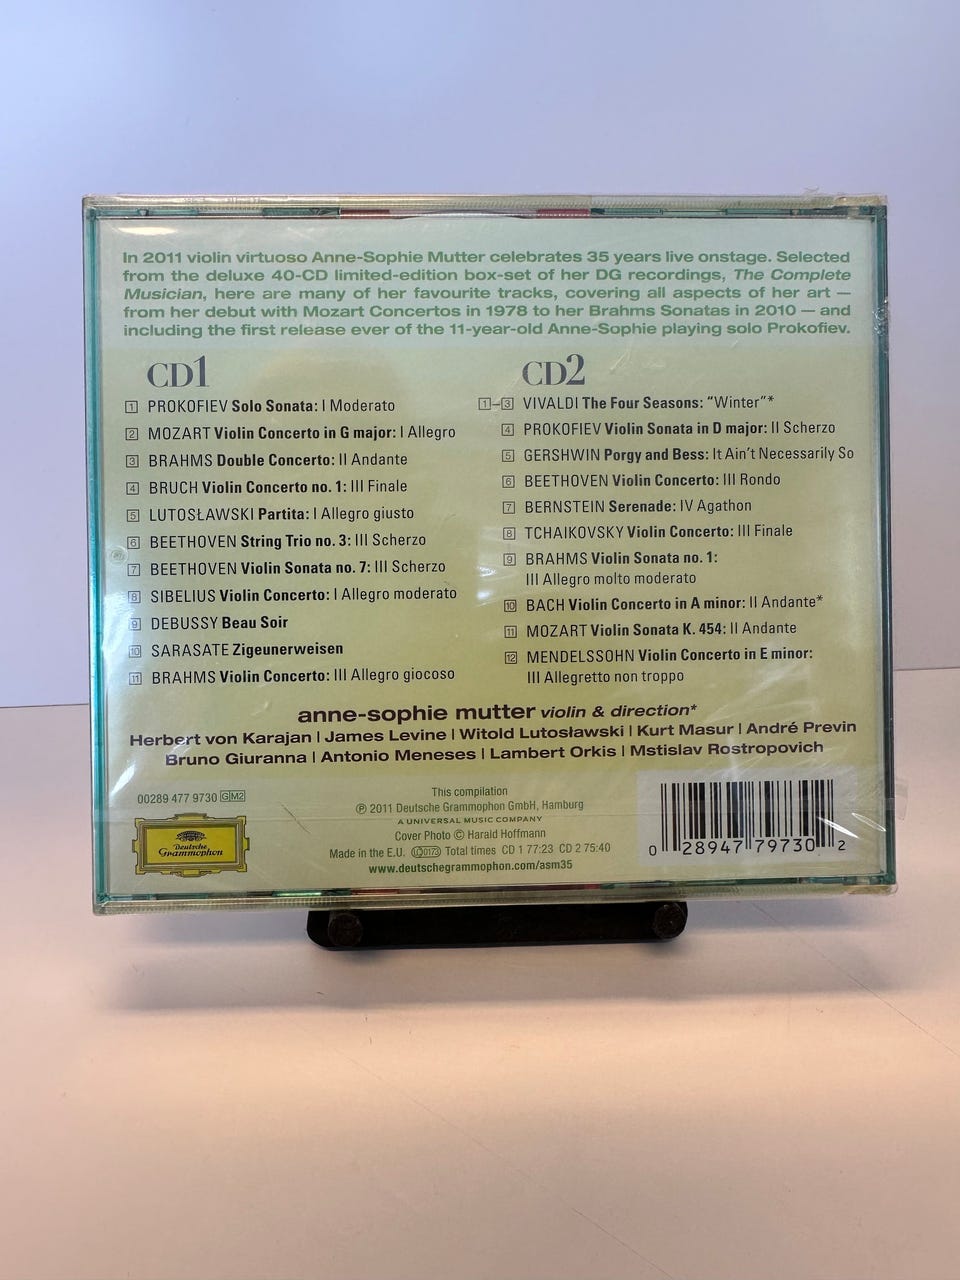 In 2011 violin virtuoso Anne-Sophie Mutter celebrates 35 years live onstage. Selected
from the deluxe 40-CD limited-edition box-set of her DG recordings, The Complete
Musician, here are many of her favourite tracks, covering all aspects of her art —
from her debut with Mozart Concertos in 1978 to her Brahms Sonatas in 2010 — and
including the first release ever of the 11-year-old Anne-Sophie playing solo Prokofiev.
CD1
1 PROKOFIEV Solo Sonata: I Moderato
2 MOZART Violin Concerto in G major: I Allegro
3 BRAHMS Double Concerto: II Andante
4 BRUCH Violin Concerto no. 1: III Finale
5 LUTOSŁAWSKI Partita: I Allegro giusto
6 BEETHOVEN String Trio no. 3: III Scherzo
7 BEETHOVEN Violin Sonata no. 7: III Scherzo
8 SIBELIUS Violin Concerto: I Allegro moderato
9 DEBUSSY Beau Soir
10 SARASATE Zigeunerweisen
11 BRAHMS Violin Concerto: III Allegro giocoso
CD2
1–3 VIVALDI The Four Seasons: “Winter”*
4 PROKOFIEV Violin Sonata in D major: II Scherzo
5 GERSHWIN Porgy and Bess: It Ain't Necessarily So
6 BEETHOVEN Violin Concerto: III Rondo
7 BERNSTEIN Serenade: IV Agathon
8 TCHAIKOVSKY Violin Concerto: III Finale
9 BRAHMS Violin Sonata no. 1:
III Allegro molto moderato
10 BACH Violin Concerto in A minor: II Andante*
11 MOZART Violin Sonata K. 454: II Andante
12 MENDELSSOHN Violin Concerto in E minor:
III Allegretto non troppo
anne-sophie mutter violin & direction*
Herbert von Karajan | James Levine | Witold Lutosławski | Kurt Masur | André Previn
Bruno Giuranna | Antonio Meneses | Lambert Orkis | Mstislav Rostropovich
00289 477 9730 GM2
Deutsche
Grammophon
This compilation
℗ 2011 Deutsche Grammophon GmbH, Hamburg
A UNIVERSAL MUSIC COMPANY
Cover Photo © Harald Hoffmann
Made in the E.U. LC 0173 Total times CD 1 77:23 CD 2 75:40
www.deutschegrammophon.com/asm35
0 28947 79730 2